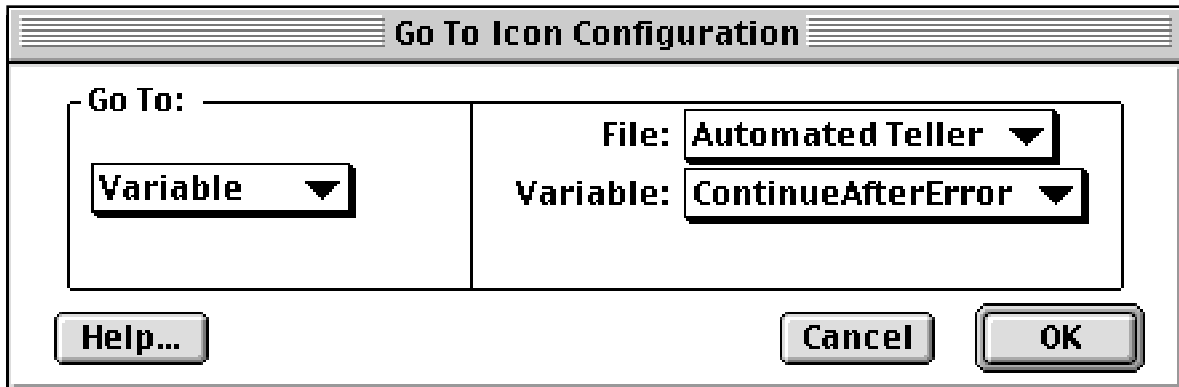 Go To Icon Configuration
Go To:
File: Automated Teller
Variable
Variable: ContinueAfterError
Help...
Cancel
OK